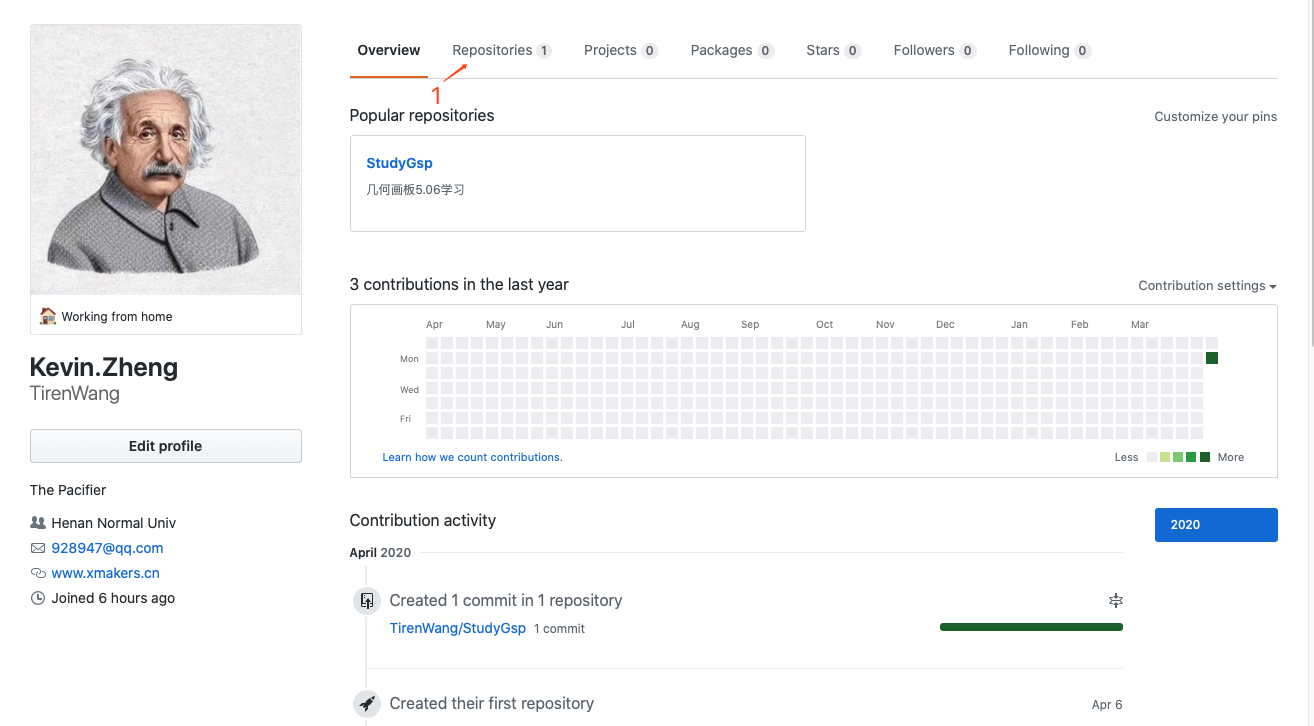 Overview Repositories 1 Projects 0 Packages 0 Stars 0 Followers 0 Following 0
1
Popular repositories Customize your pins
StudyGsp
几何画板5.06学习
Working from home
Kevin.Zheng
TirenWang
Edit profile
The Pacifier
Henan Normal Univ
928947@qq.com
www.xmakers.cn
Joined 6 hours ago
3 contributions in the last year Contribution settings
Apr May Jun Jul Aug Sep Oct Nov Dec Jan Feb Mar
Mon
Wed
Fri
Learn how we count contributions. Less More
Contribution activity 2020
April 2020
Created 1 commit in 1 repository
TirenWang/StudyGsp 1 commit
Created their first repository Apr 6